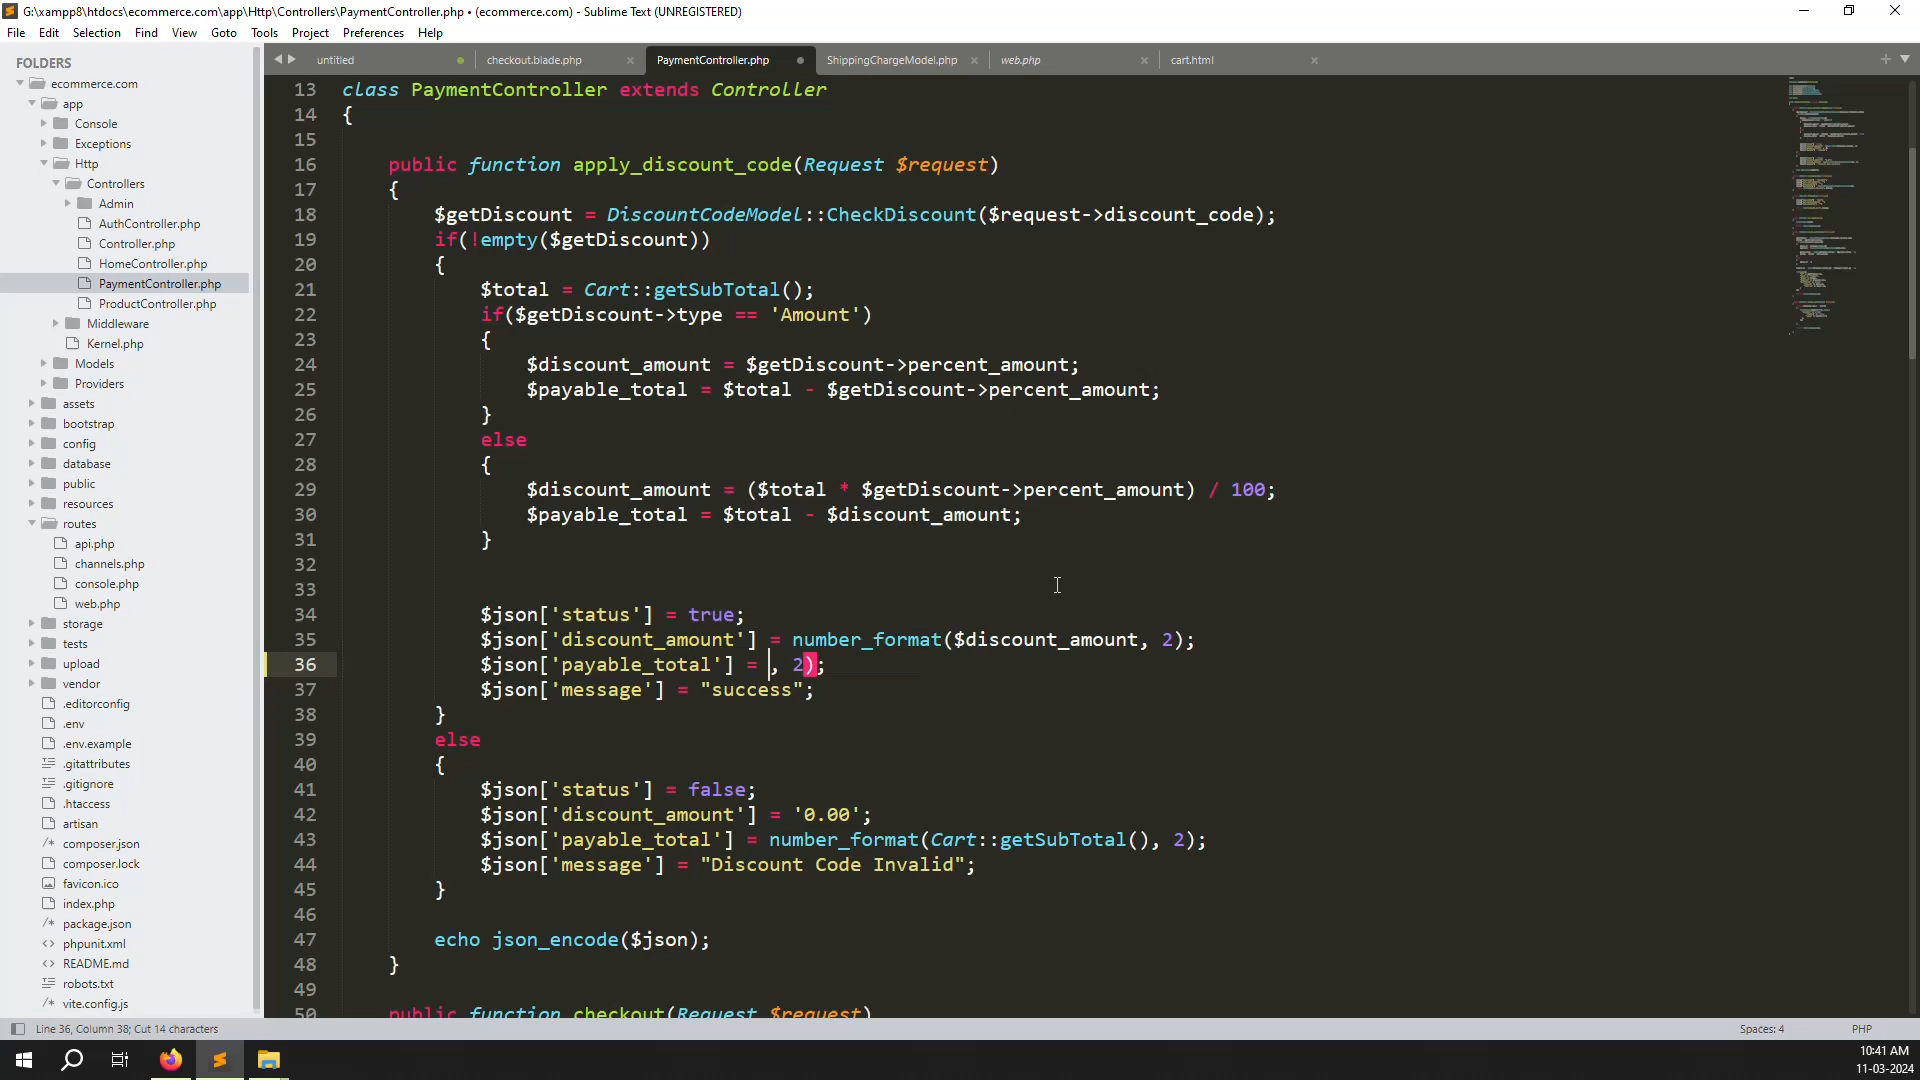 G:\xampp8\htdocs\ecommerce.com\app\Http\Controllers\PaymentController.php • (ecommerce.com) - Sublime Text (UNREGISTERED)
File Edit Selection Find View Goto Tools Project Preferences Help
FOLDERS
ecommerce.com
app
Console
Exceptions
Http
Controllers
Admin
AuthController.php
Controller.php
HomeController.php
PaymentController.php
ProductController.php
Middleware
Kernel.php
Models
Providers
assets
bootstrap
config
database
public
resources
routes
api.php
channels.php
console.php
web.php
storage
tests
upload
vendor
.editorconfig
.env
.env.example
.gitattributes
.gitignore
.htaccess
artisan
composer.json
composer.lock
favicon.ico
index.php
package.json
phpunit.xml
README.md
robots.txt
vite.config.js
untitled checkout.blade.php PaymentController.php ShippingChargeModel.php web.php cart.html
13 class PaymentController extends Controller
14 {
15
16 public function apply_discount_code(Request $request)
17 {
18 $getDiscount = DiscountCodeModel::CheckDiscount($request->discount_code);
19 if(!empty($getDiscount))
20 {
21 $total = Cart::getSubTotal();
22 if($getDiscount->type == 'Amount')
23 {
24 $discount_amount = $getDiscount->percent_amount;
25 $payable_total = $total - $getDiscount->percent_amount;
26 }
27 else
28 {
29 $discount_amount = ($total * $getDiscount->percent_amount) / 100;
30 $payable_total = $total - $discount_amount;
31 }
32
33
34 $json['status'] = true;
35 $json['discount_amount'] = number_format($discount_amount, 2);
36 $json['payable_total'] = , 2);
37 $json['message'] = "success";
38 }
39 else
40 {
41 $json['status'] = false;
42 $json['discount_amount'] = '0.00';
43 $json['payable_total'] = number_format(Cart::getSubTotal(), 2);
44 $json['message'] = "Discount Code Invalid";
45 }
46
47 echo json_encode($json);
48 }
49
50 public function checkout(Request $request)
Line 36, Column 38; Cut 14 characters
Spaces: 4 PHP
10:41 AM
11-03-2024